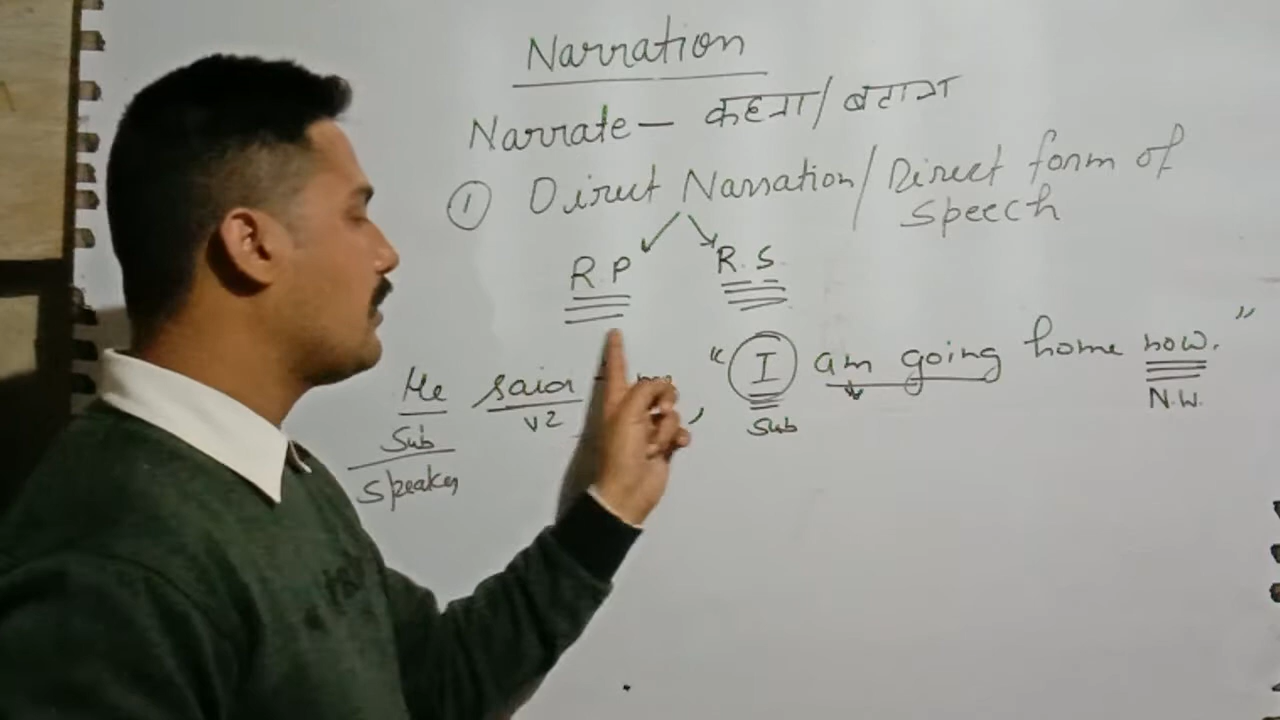 Narration
Narrate — कहना / बताना
① Direct Narration / Direct form of
speech
R.P R.S.
He said , “ I am going home now. ”
Sub V2 Sub N.W.
Speaker